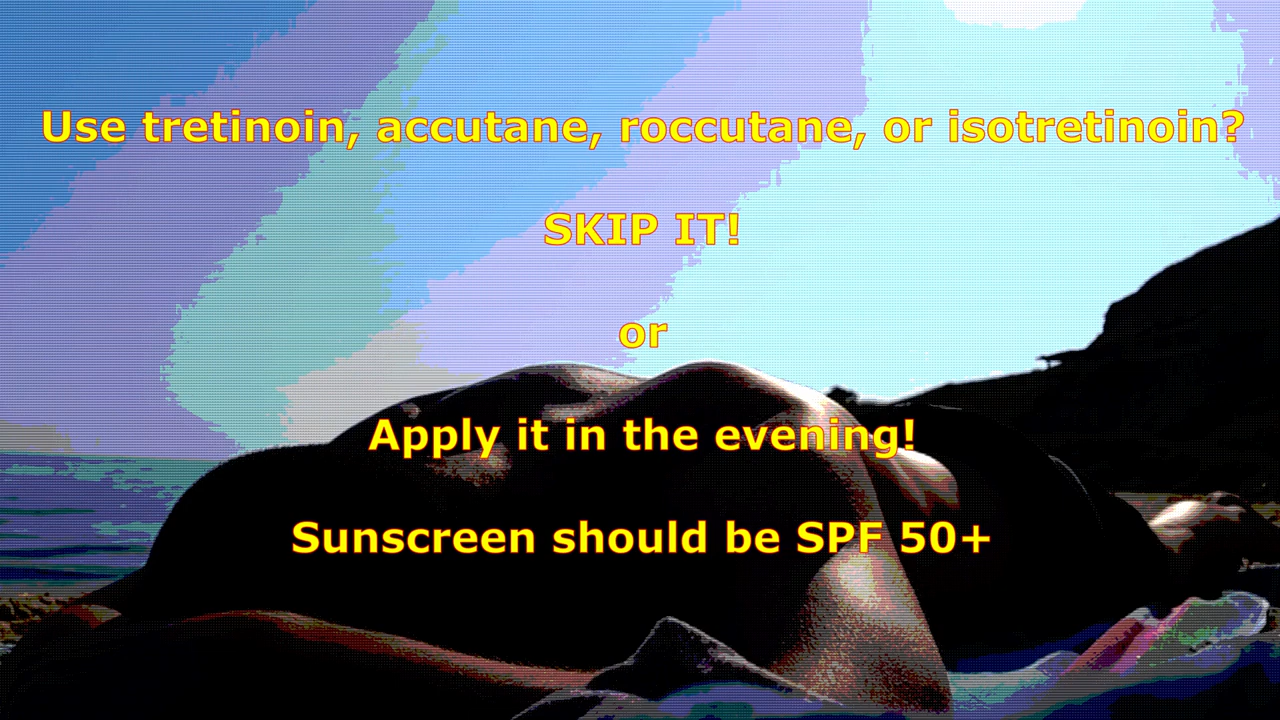 Use tretinoin, accutane, roccutane, or isotretinoin?
SKIP IT!
or
Apply it in the evening!
Sunscreen should be SPF 50+